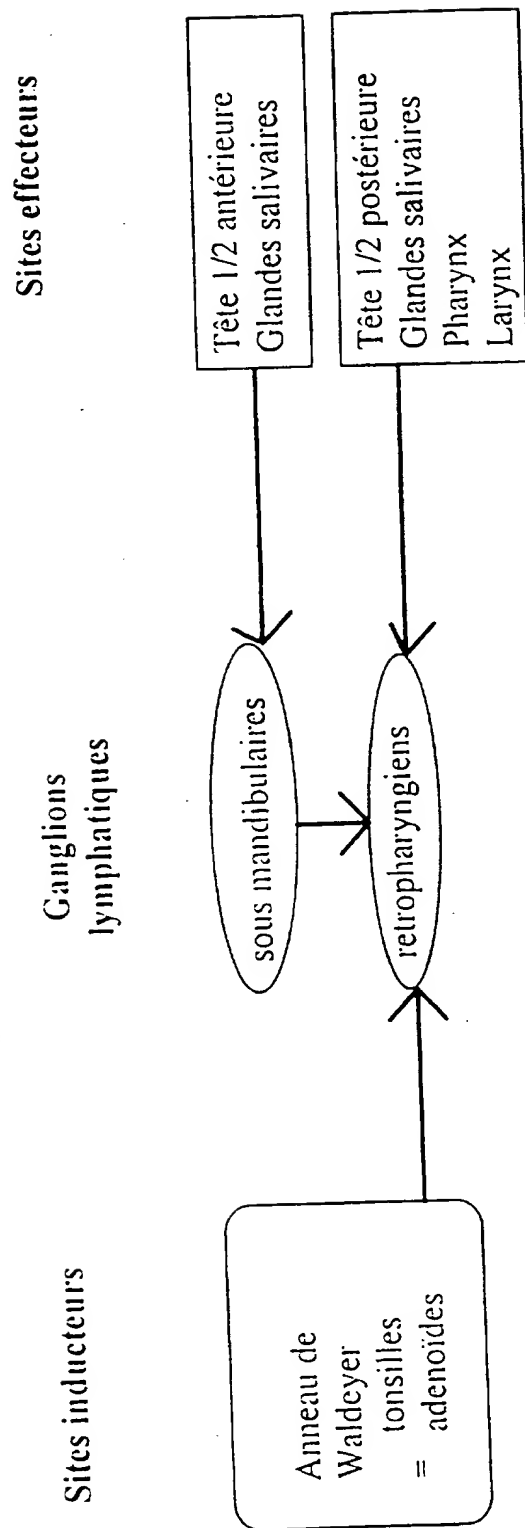 Sites inducteurs
Ganglions
lymphatiques
Sites effecteurs
Anneau de
Waldeyer
tonsilles
= adenoïdes
sous mandibulaires
retropharyngiens
Tête 1/2 antérieure
Glandes salivaires
Tête 1/2 postérieure
Glandes salivaires
Pharynx
Larynx